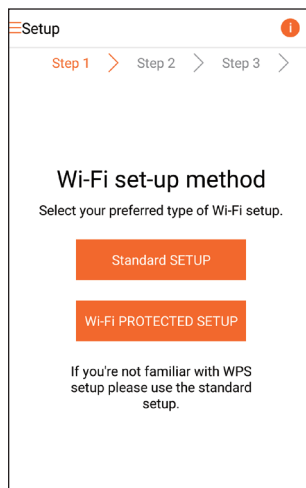 Setup
i
Step 1 Step 2 Step 3
Wi-Fi set-up method
Select your preferred type of Wi-Fi setup.
Standard SETUP
Wi-Fi PROTECTED SETUP
If you're not familiar with WPS
setup please use the standard
setup.